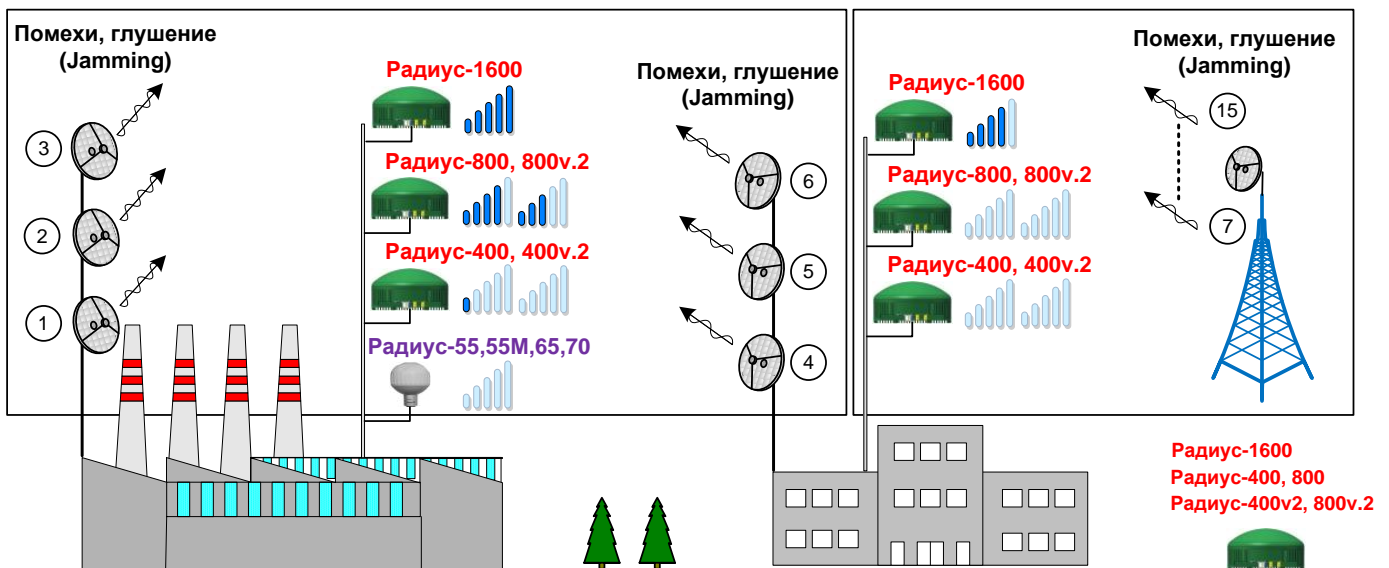 Помехи, глушение
(Jamming)
3
2
1
Радиус-1600
Радиус-800, 800v.2
Радиус-400, 400v.2
Радиус-55,55М,65,70
Помехи, глушение
(Jamming)
6
5
4
Радиус-1600
Радиус-800, 800v.2
Радиус-400, 400v.2
Помехи, глушение
(Jamming)
15
7
Радиус-1600
Радиус-400, 800
Радиус-400v2, 800v.2